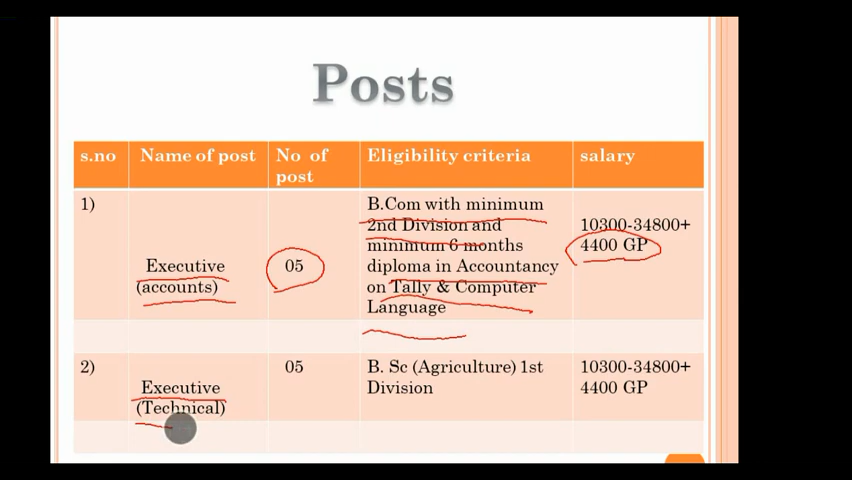 Posts
s.no Name of post No of post Eligibility criteria salary
1) Executive (accounts) 05 B.Com with minimum 2nd Division and minimum 6 months diploma in Accountancy on Tally & Computer Language 10300-34800+ 4400 GP
2) Executive (Technical) 05 B. Sc (Agriculture) 1st Division 10300-34800+ 4400 GP